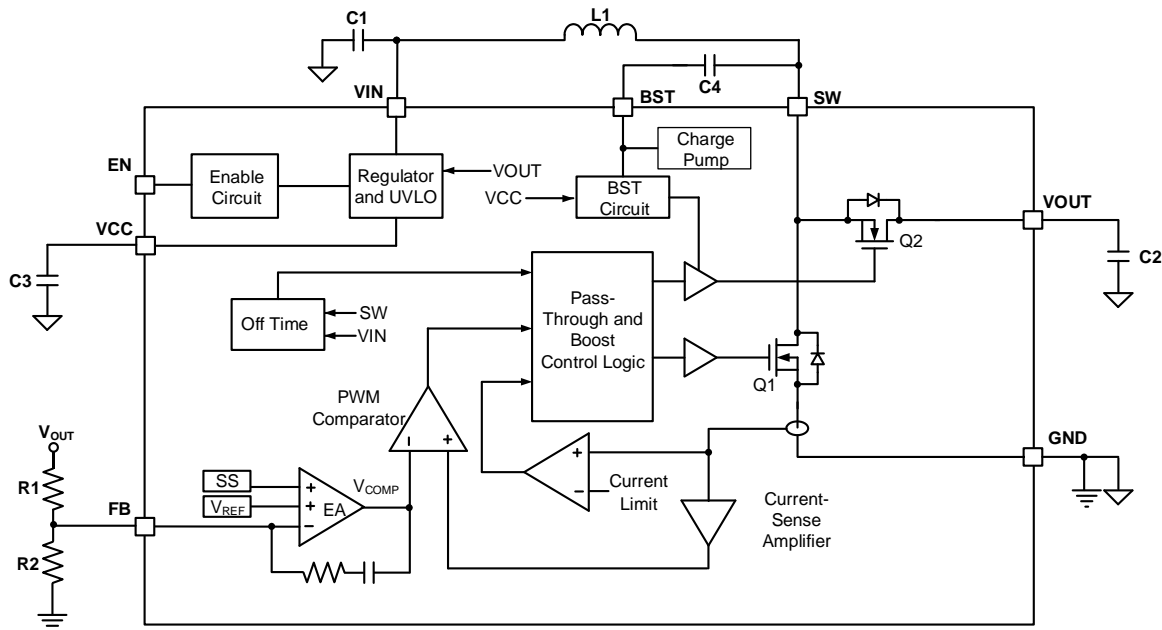 C1
L1
C4
VIN
BST
SW
Charge
Pump
EN
Enable
Circuit
Regulator
and UVLO
VOUT
VCC
BST
Circuit
VCC
VOUT
Q2
C3
C2
Off Time
SW
VIN
Pass-
Through and
Boost
Control Logic
Q1
PWM
Comparator
VOUT
GND
R1
SS
VREF
EA
VCOMP
Current
Limit
Current-
Sense
Amplifier
FB
R2